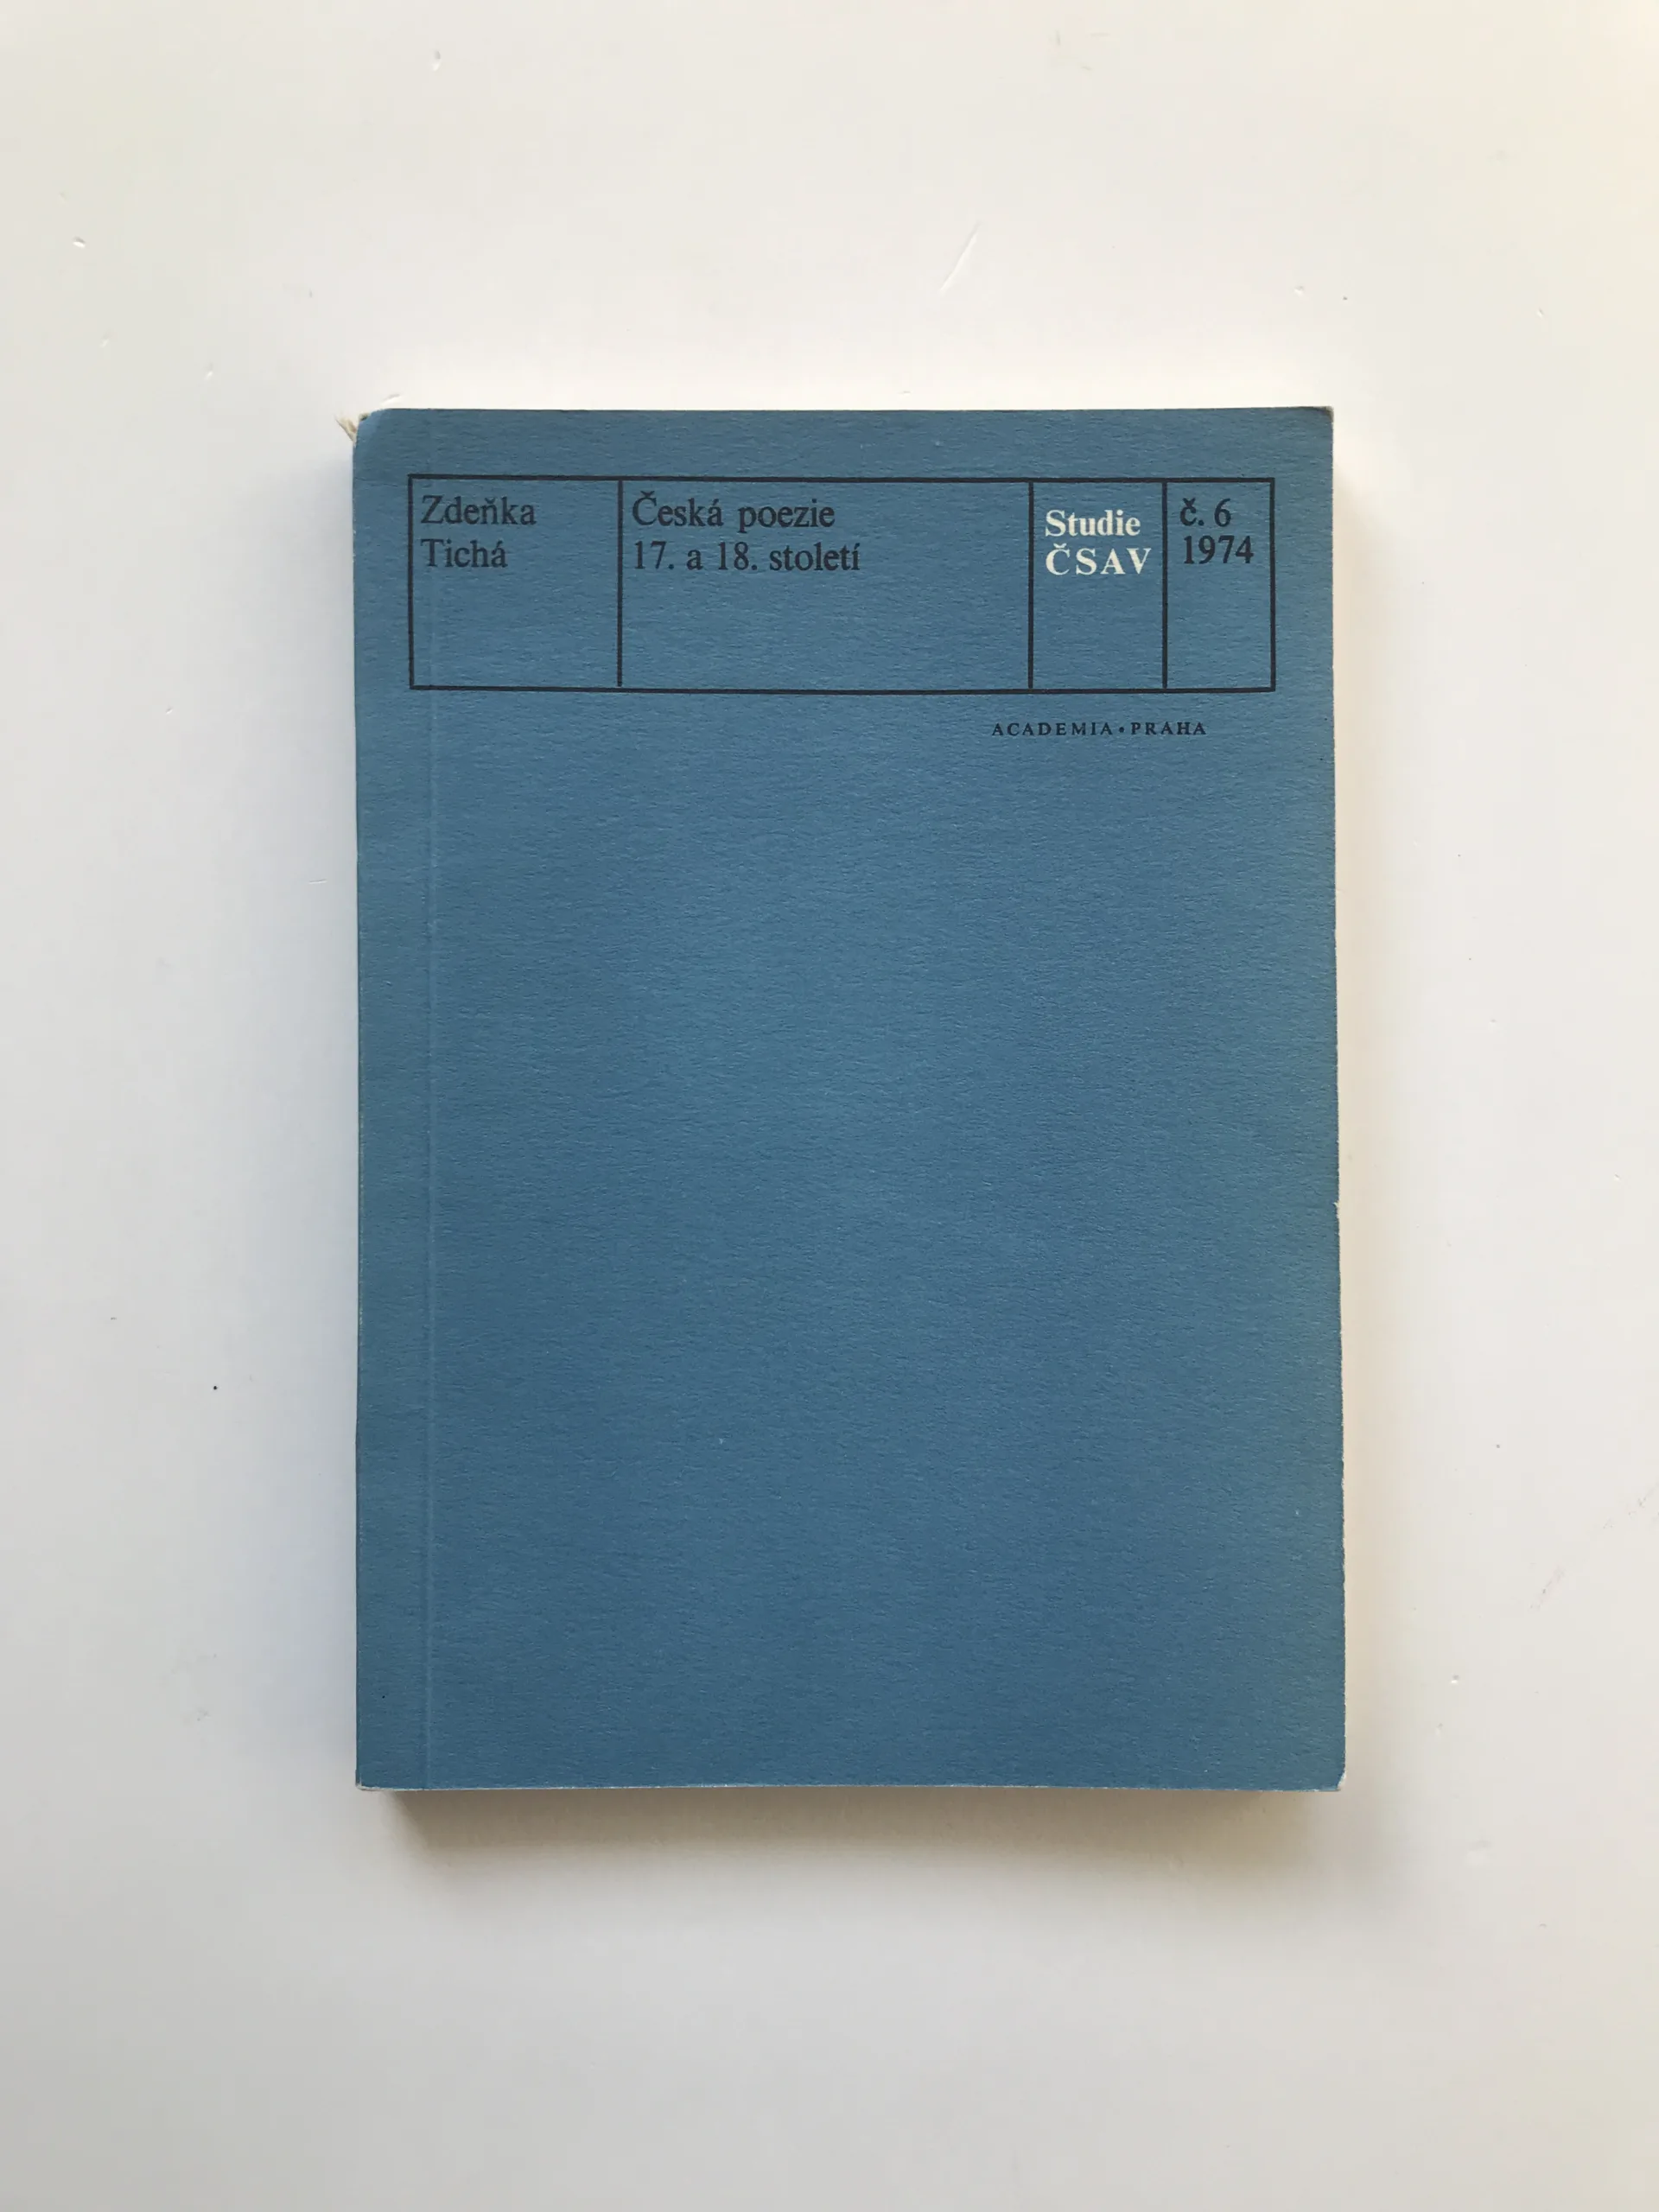 Zdeňka
Tichá
Česká poezie
17. a 18. století
Studie
ČSAV
č. 6
1974
ACADEMIA • PRAHA